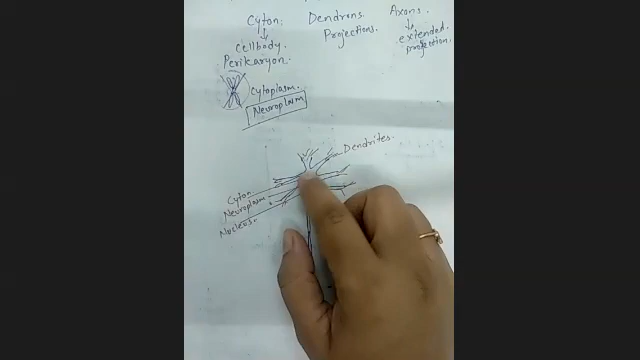 Cyton. Dendrons. Axons.
Cellbody. Projections. extended
Perikaryon. projection.
Cytoplasm.
Neuroplasm
Dendrites.
Cyton.
Neuroplasm.
Nucleus.